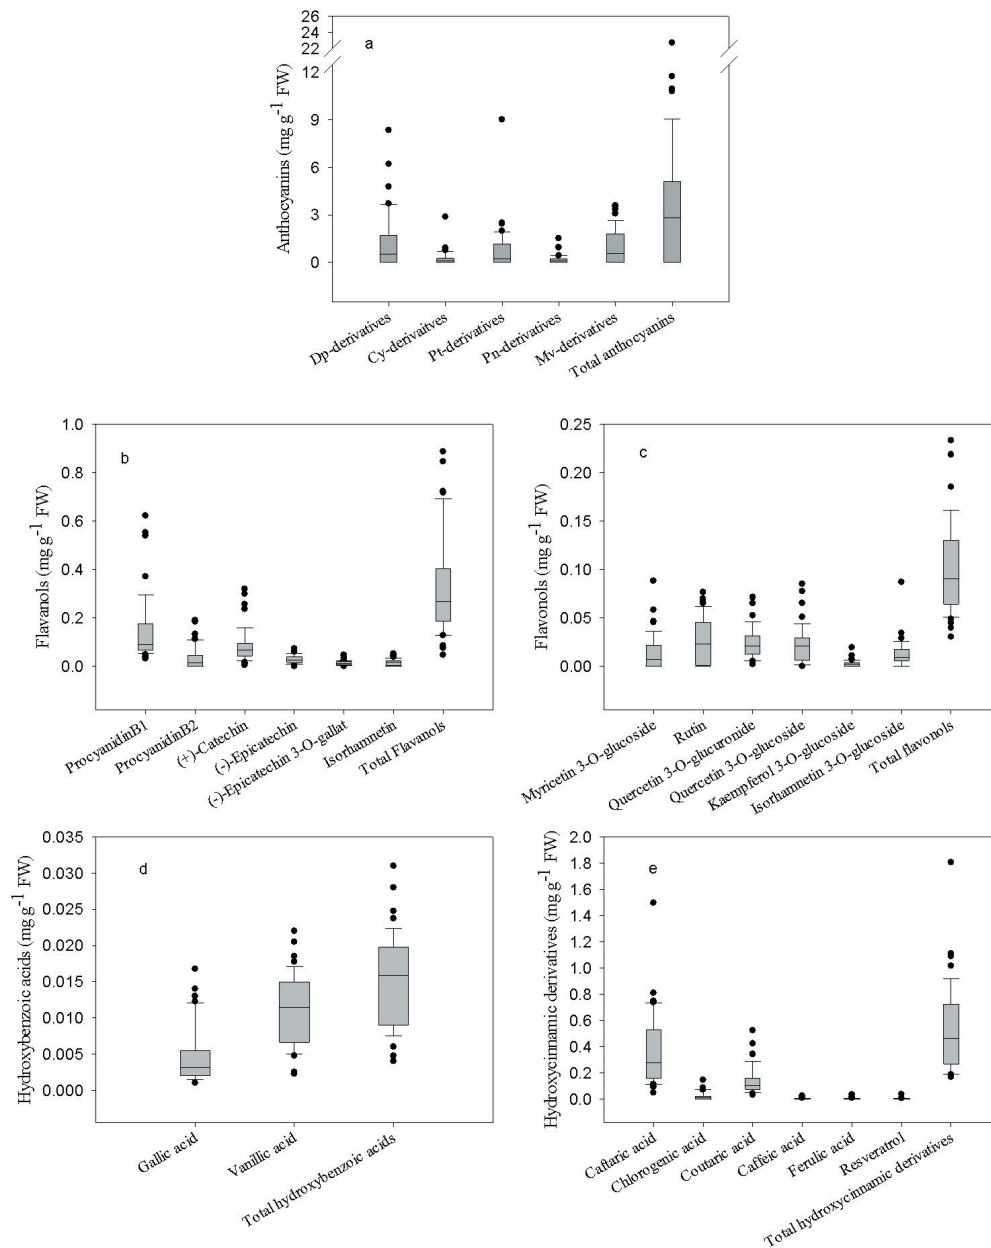 26
24
22
12
9
6
3
0
a
Anthocyanins (mg g-1 FW)
Dp-derivatives
Cy-derivaitves
Pt-derivatives
Pn-derivatives
Mv-derivatives
Total anthocyanins
1.0
0.8
0.6
0.4
0.2
0.0
b
Flavanols (mg g-1 FW)
ProcyanidinB1
ProcyanidinB2
(+)-Catechin
(-)-Epicatechin
(-)-Epicatechin 3-O-gallat
Isorhamnetin
Total Flavanols
0.25
0.20
0.15
0.10
0.05
0.00
c
Flavonols (mg g-1 FW)
Myricetin 3-O-glucoside
Rutin
Quercetin 3-O-glucuronide
Quercetin 3-O-glucoside
Kaempferol 3-O-glucoside
Isorhamnetin 3-O-glucoside
Total flavonols
0.035
0.030
0.025
0.020
0.015
0.010
0.005
0.000
d
Hydroxybenzoic acids (mg g-1 FW)
Gallic acid
Vanillic acid
Total hydroxybenzoic acids
2.0
1.8
1.6
1.4
1.2
1.0
0.8
0.6
0.4
0.2
0.0
e
Hydroxycinnamic derivatives (mg g-1 FW)
Caftaric acid
Chlorogenic acid
Coutaric acid
Caffeic acid
Ferulic acid
Resveratrol
Total hydroxycinnamic derivatives